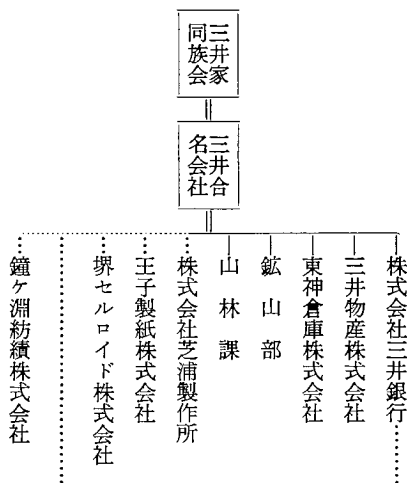 三井家
同族会
三井合
名会社
株式会社三井銀行
三井物産株式会社
東神倉庫株式会社
鉱山部
山林課
株式会社芝浦製作所
王子製紙株式会社
堺セルロイド株式会社
鐘ケ淵紡績株式会社